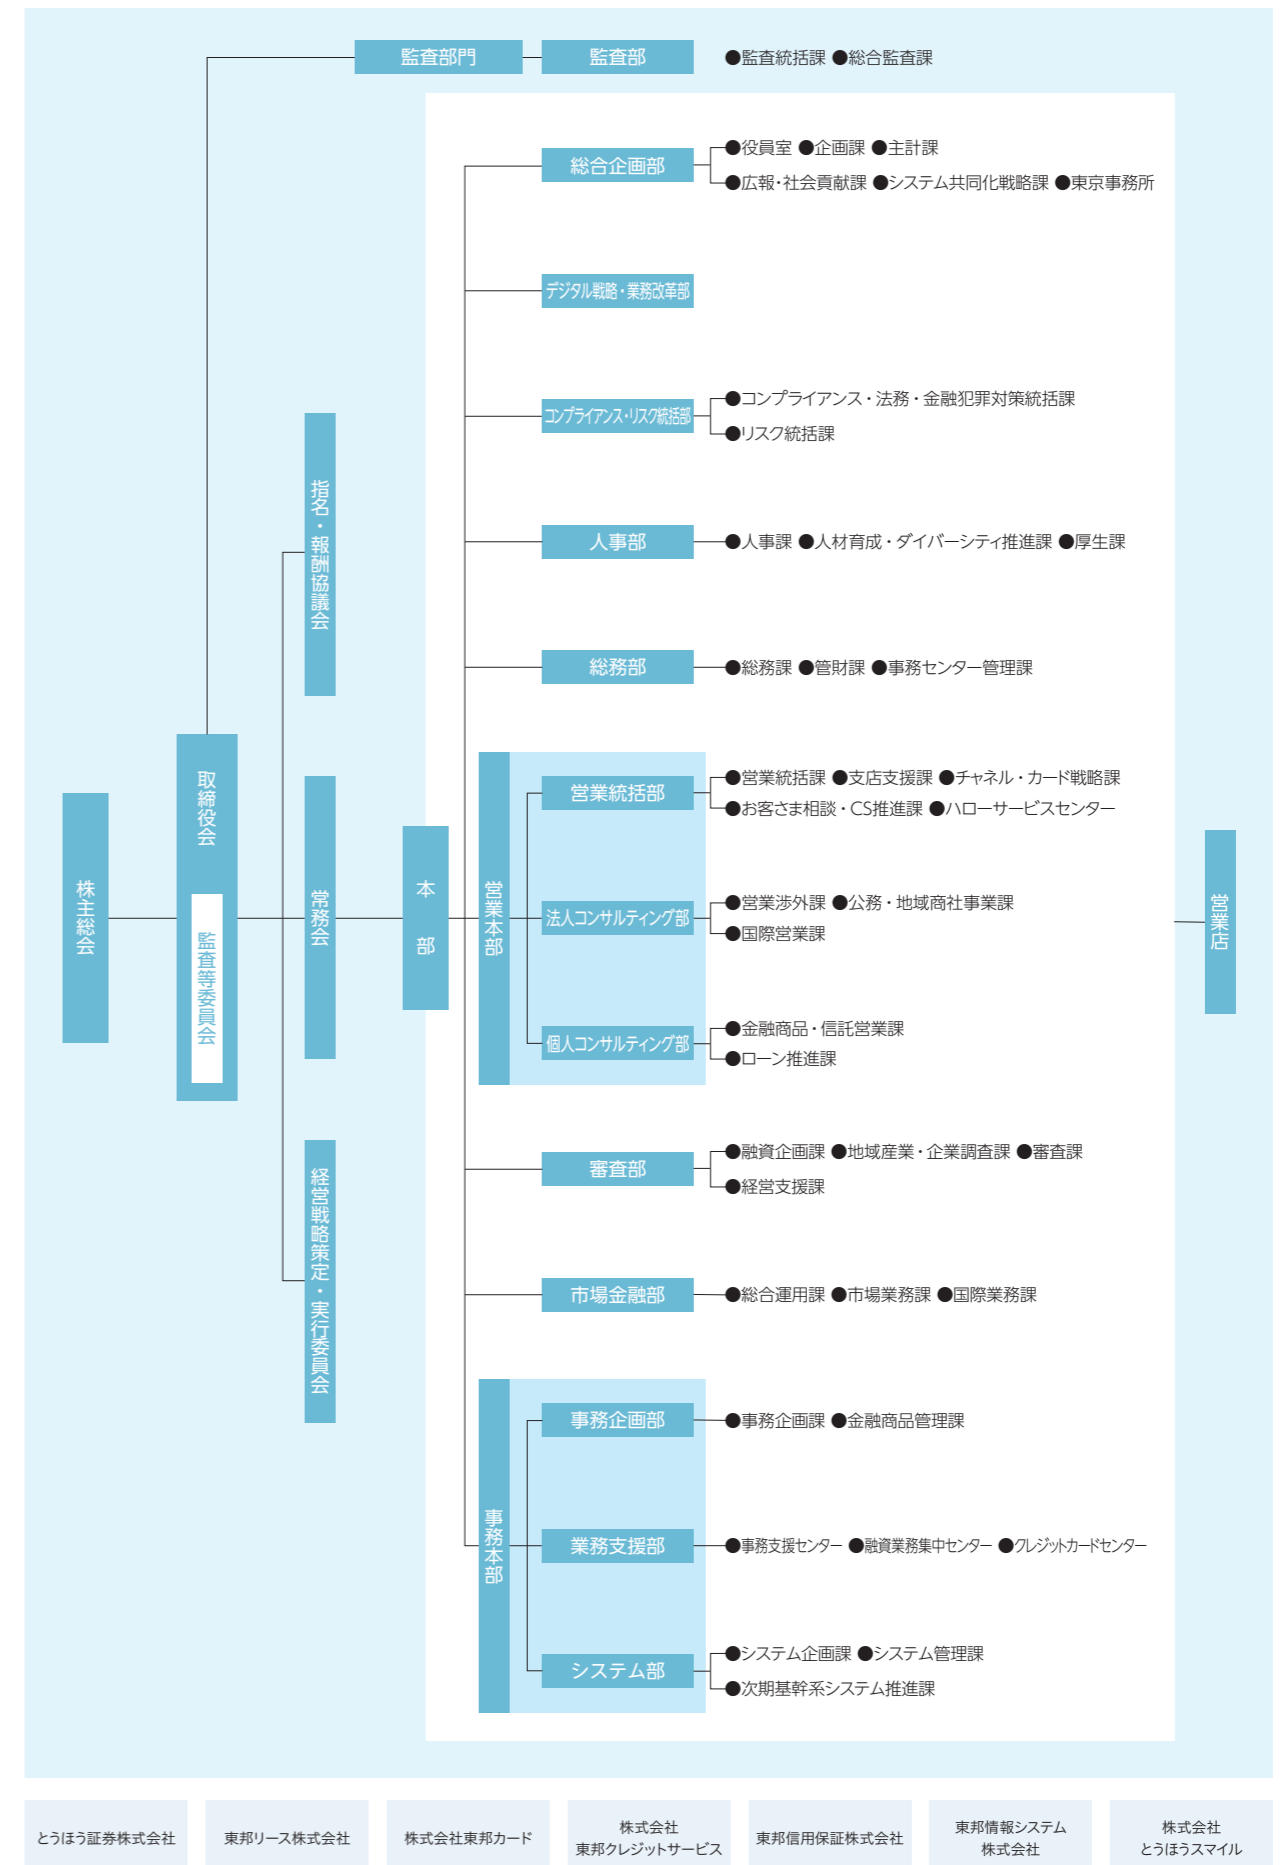 監査部門
監査部
●監査統括課 ●総合監査課
総合企画部
●役員室 ●企画課 ●主計課
●広報・社会貢献課 ●システム共同化戦略課 ●東京事務所
デジタル戦略・業務改革部
コンプライアンス・リスク統括部
●コンプライアンス・法務・金融犯罪対策統括課
●リスク統括課
人事部
●人事課 ●人材育成・ダイバーシティ推進課 ●厚生課
総務部
●総務課 ●管財課 ●事務センター管理課
株主総会
取締役会
監査等委員会
指名・報酬協議会
常務会
経営戦略策定・実行委員会
本部
営業本部
営業統括部
●営業統括課 ●支店支援課 ●チャネル・カード戦略課
●お客さま相談・CS推進課 ●ハローサービスセンター
法人コンサルティング部
●営業渉外課 ●公務・地域商社事業課
●国際営業課
個人コンサルティング部
●金融商品・信託営業課
●ローン推進課
営業店
審査部
●融資企画課 ●地域産業・企業調査課 ●審査課
●経営支援課
市場金融部
●総合運用課 ●市場業務課 ●国際業務課
事務本部
事務企画部
●事務企画課 ●金融商品管理課
業務支援部
●事務支援センター ●融資業務集中センター ●クレジットカードセンター
システム部
●システム企画課 ●システム管理課
●次期基幹系システム推進課
とうほう証券株式会社
東邦リース株式会社
株式会社東邦カード
株式会社
東邦クレジットサービス
東邦信用保証株式会社
東邦情報システム
株式会社
株式会社
とうほうスマイル